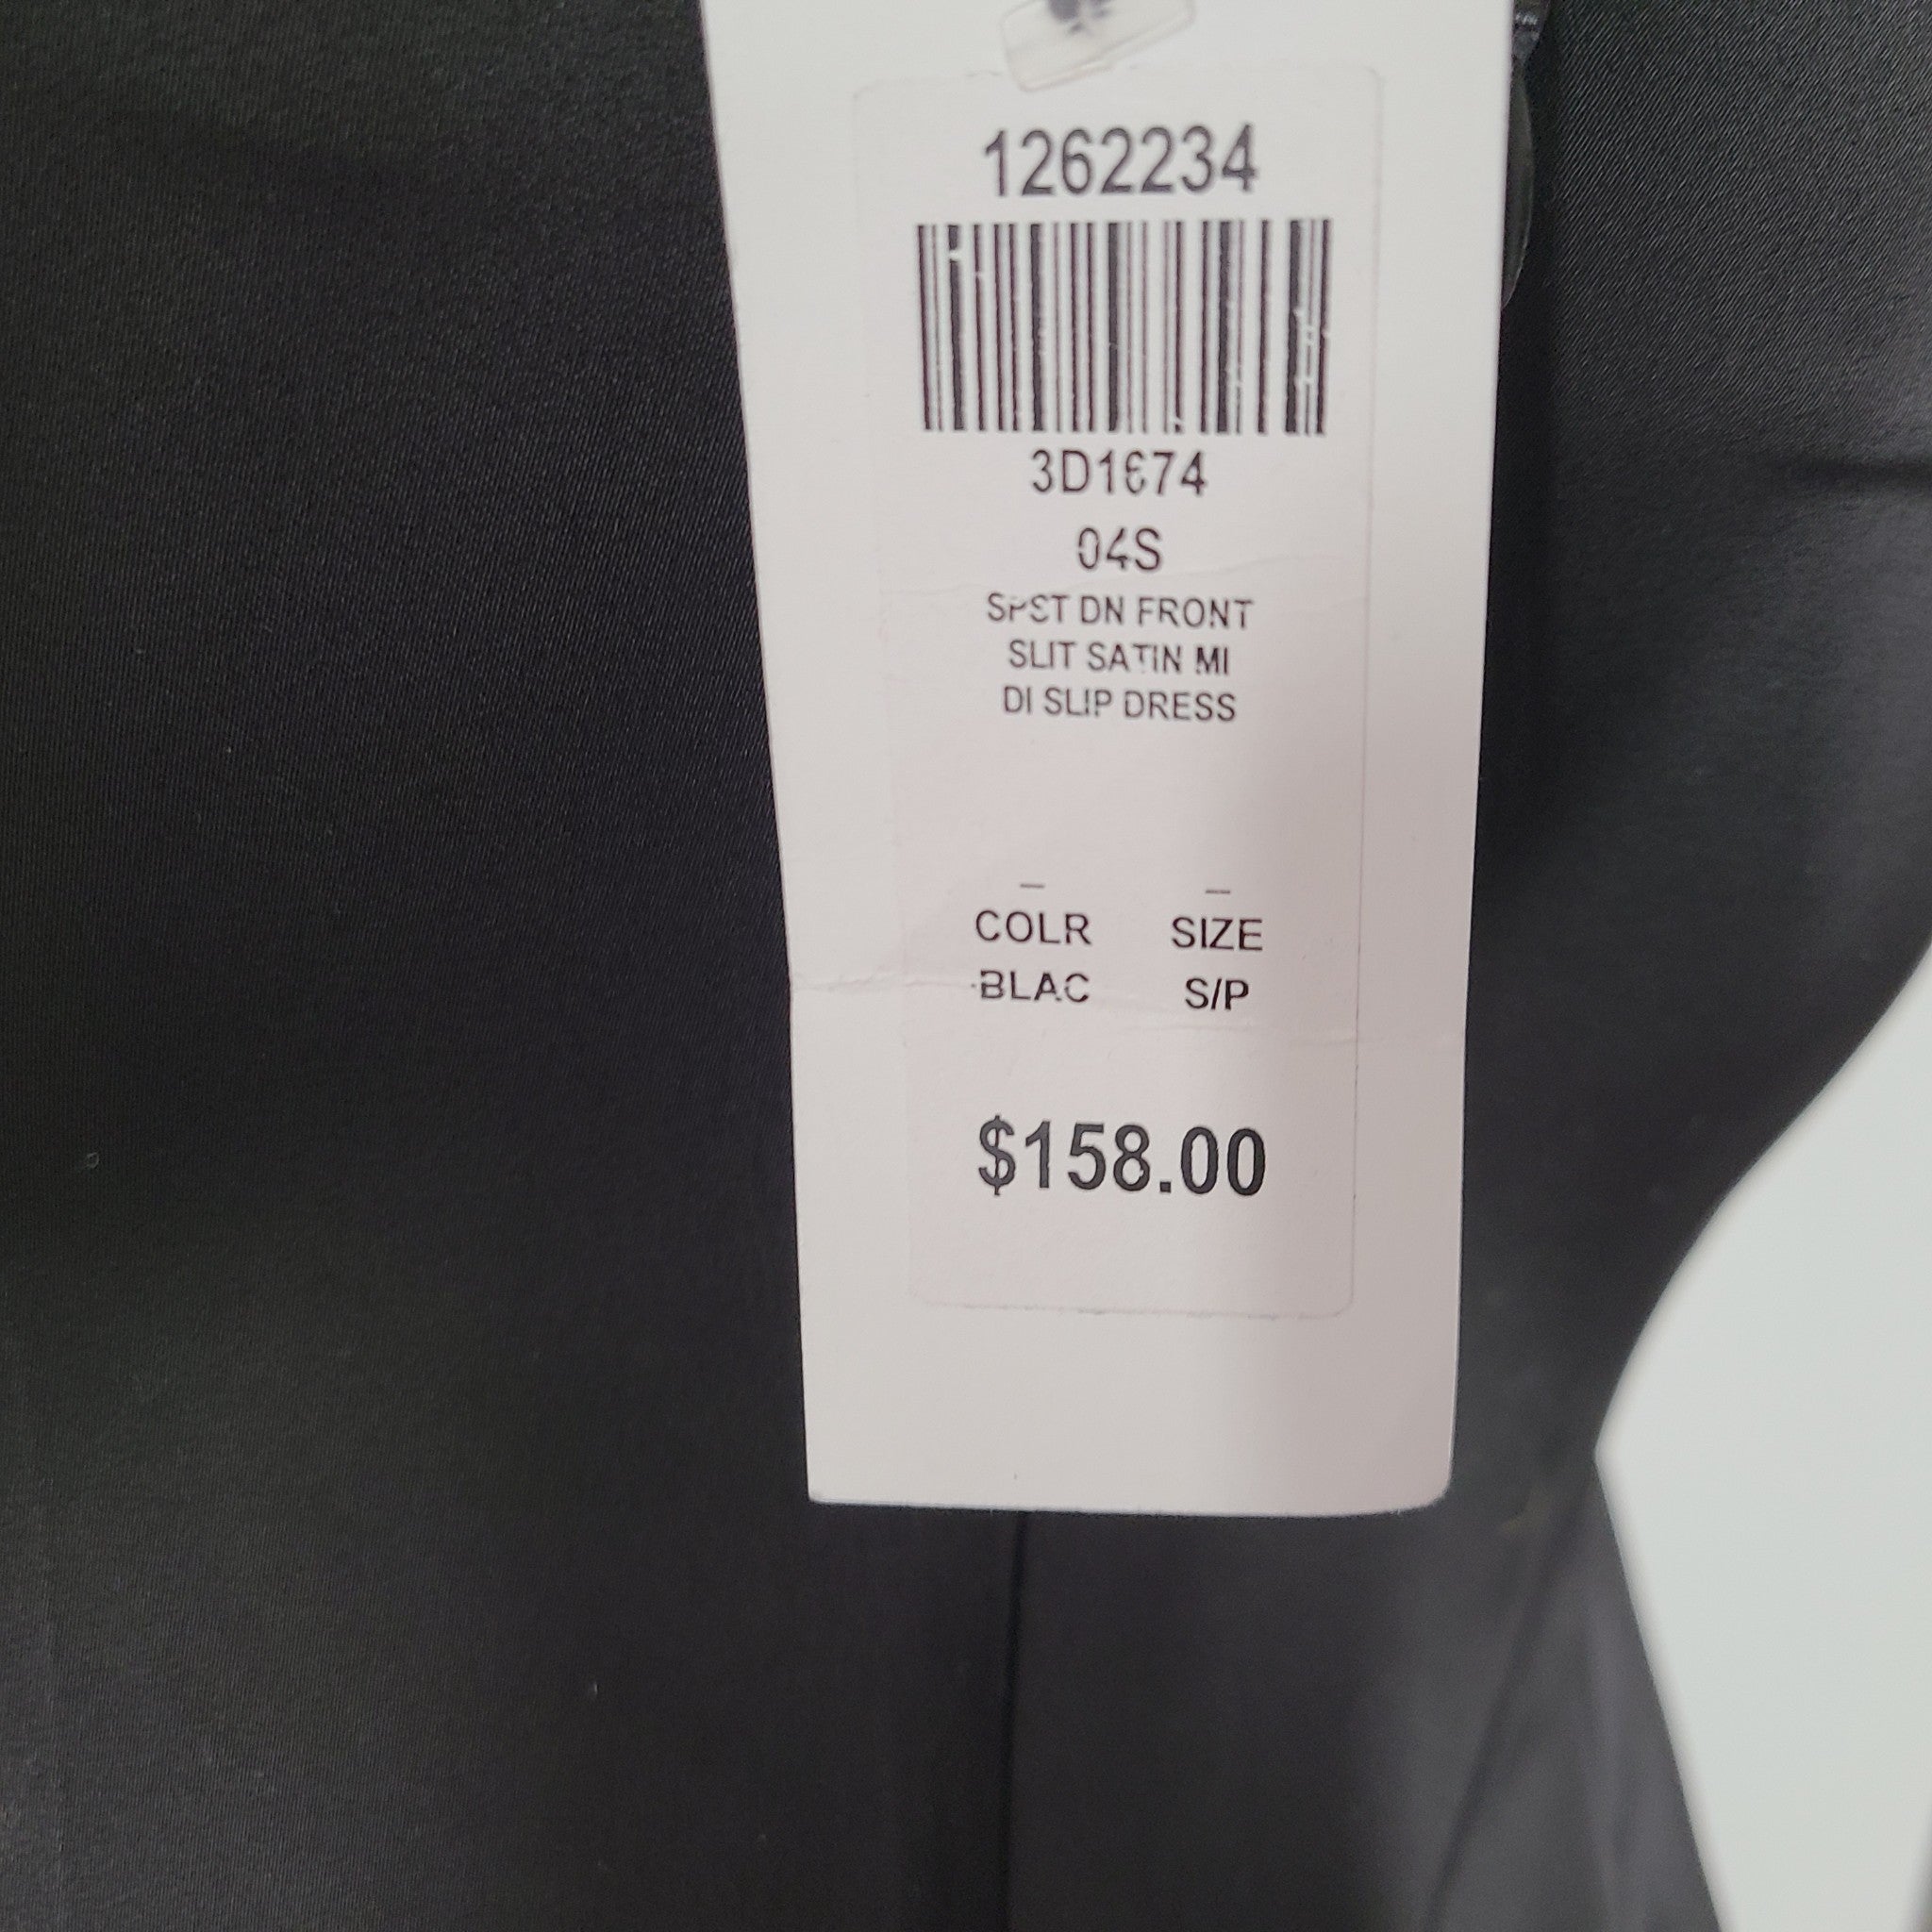 1262234
3D1674
04S
SPST DN FRONT
SLIT SATIN MI
DI SLIP DRESS
COLR SIZE
BLAC S/P
$158.00